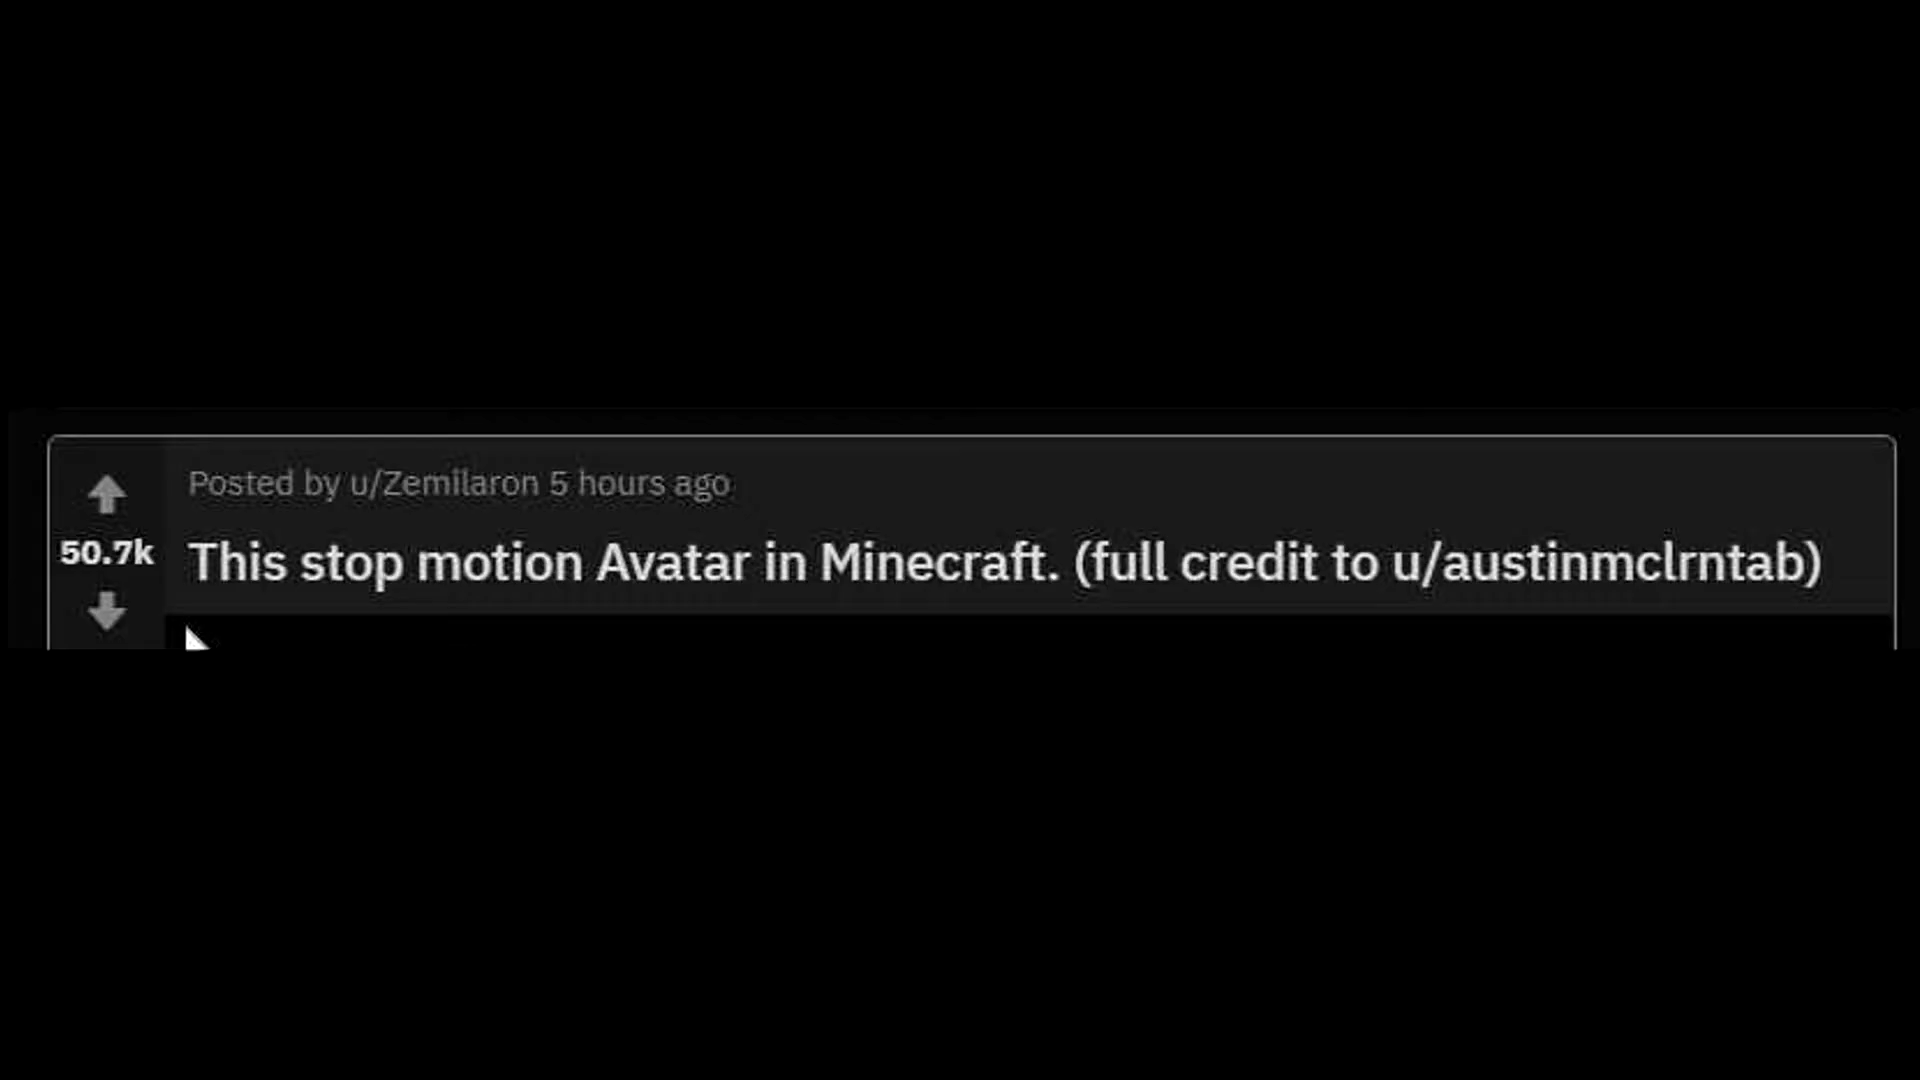 Posted by u/Zemilaron 5 hours ago
50.7k
This stop motion Avatar in Minecraft. (full credit to u/austinmclrntab)